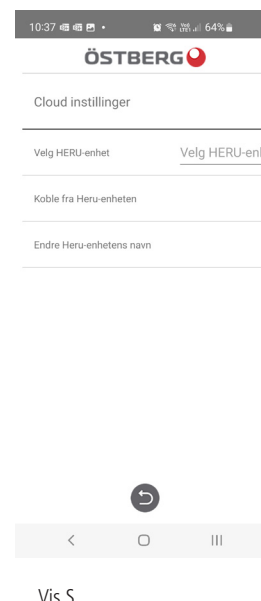 10:37 64%
ÖSTBERG
Cloud instillinger
Velg HERU-enhet Velg HERU-enh
Koble fra Heru-enheten
Endre Heru-enhetens navn
Vis S